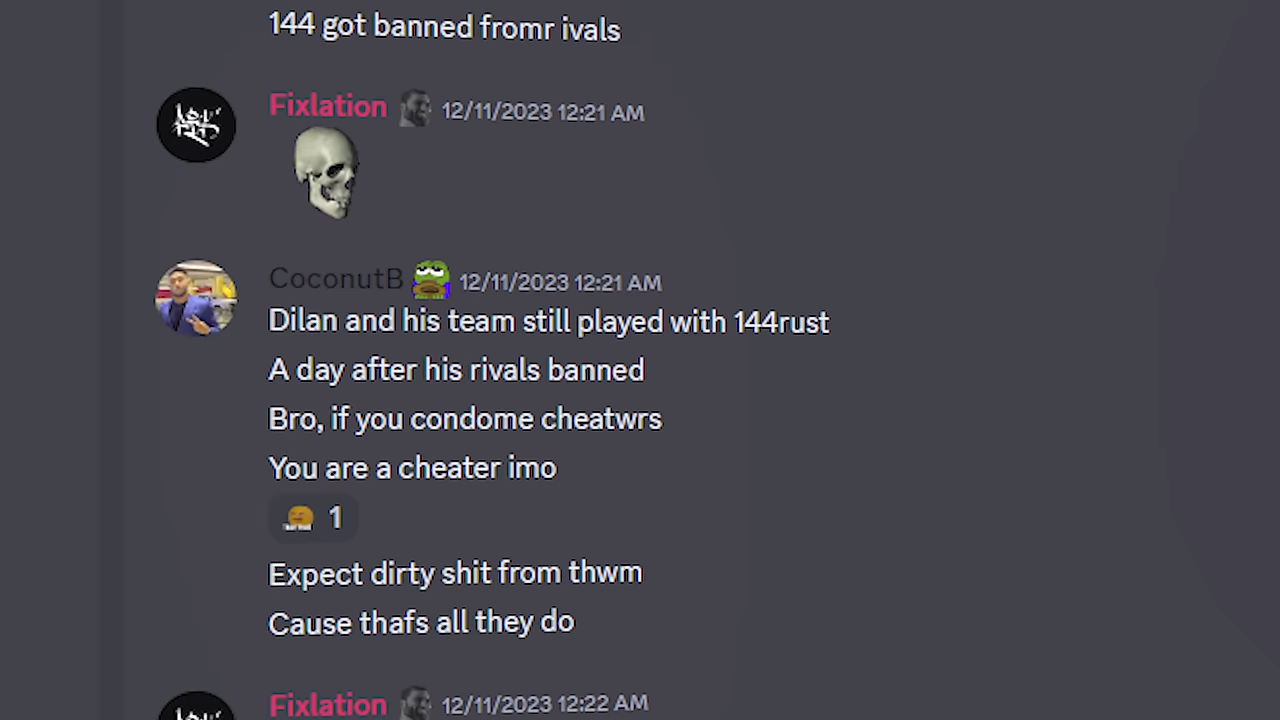 144 got banned fromr ivals
Fixlation 12/11/2023 12:21 AM
CoconutB 12/11/2023 12:21 AM
Dilan and his team still played with 144rust
A day after his rivals banned
Bro, if you condome cheatwrs
You are a cheater imo
1
Expect dirty shit from thwm
Cause thafs all they do
Fixlation 12/11/2023 12:22 AM